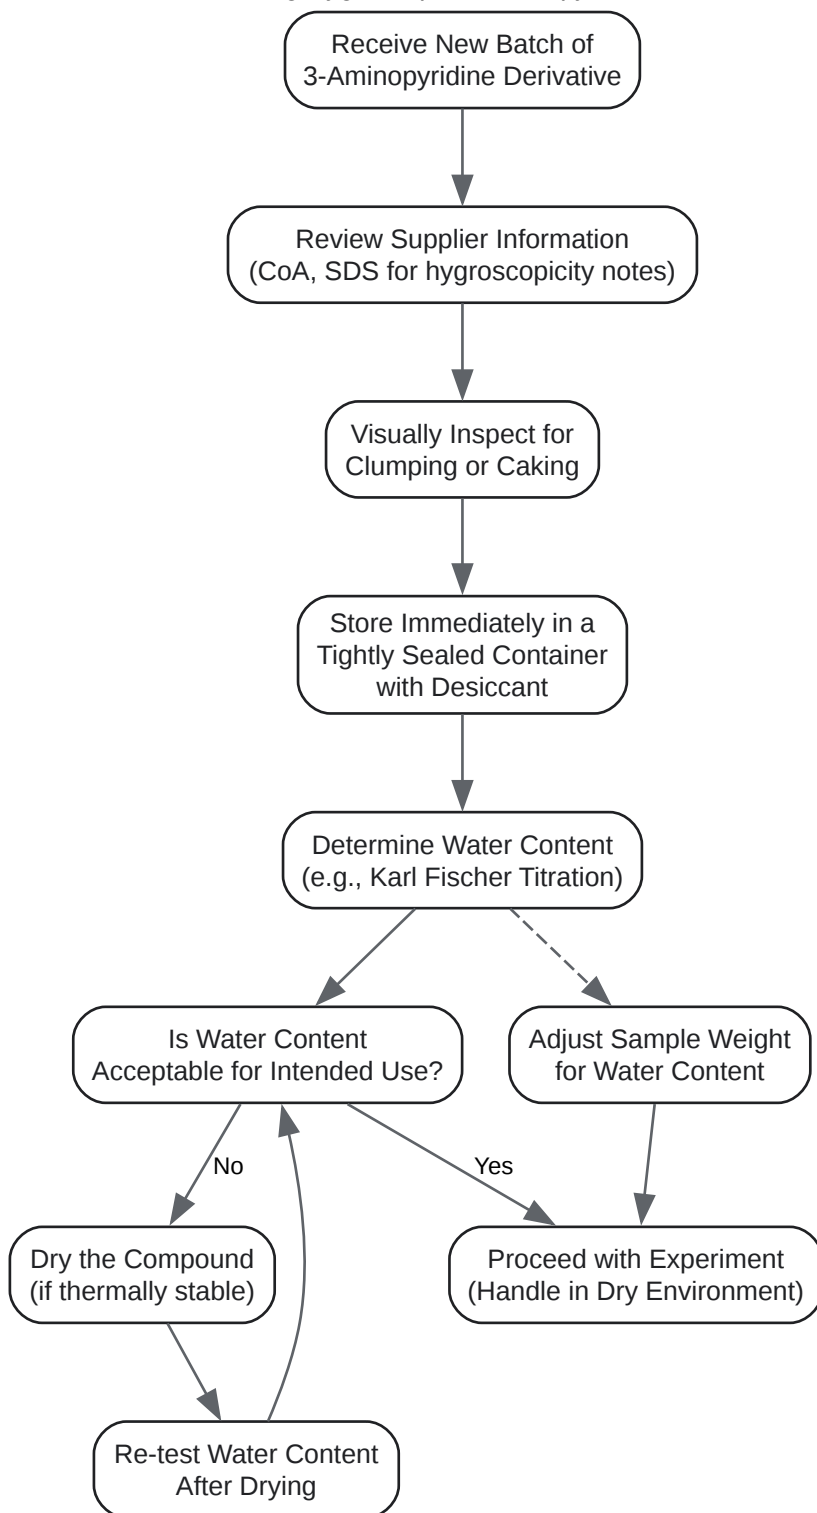 Receive New Batch of
3-Aminopyridine Derivative
Review Supplier Information
(CoA, SDS for hygroscopicity notes)
Visually Inspect for
Clumping or Caking
Store Immediately in a
Tightly Sealed Container
with Desiccant
Determine Water Content
(e.g., Karl Fischer Titration)
Is Water Content
Acceptable for Intended Use?
Adjust Sample Weight
for Water Content
No
Yes
Dry the Compound
(if thermally stable)
Proceed with Experiment
(Handle in Dry Environment)
Re-test Water Content
After Drying